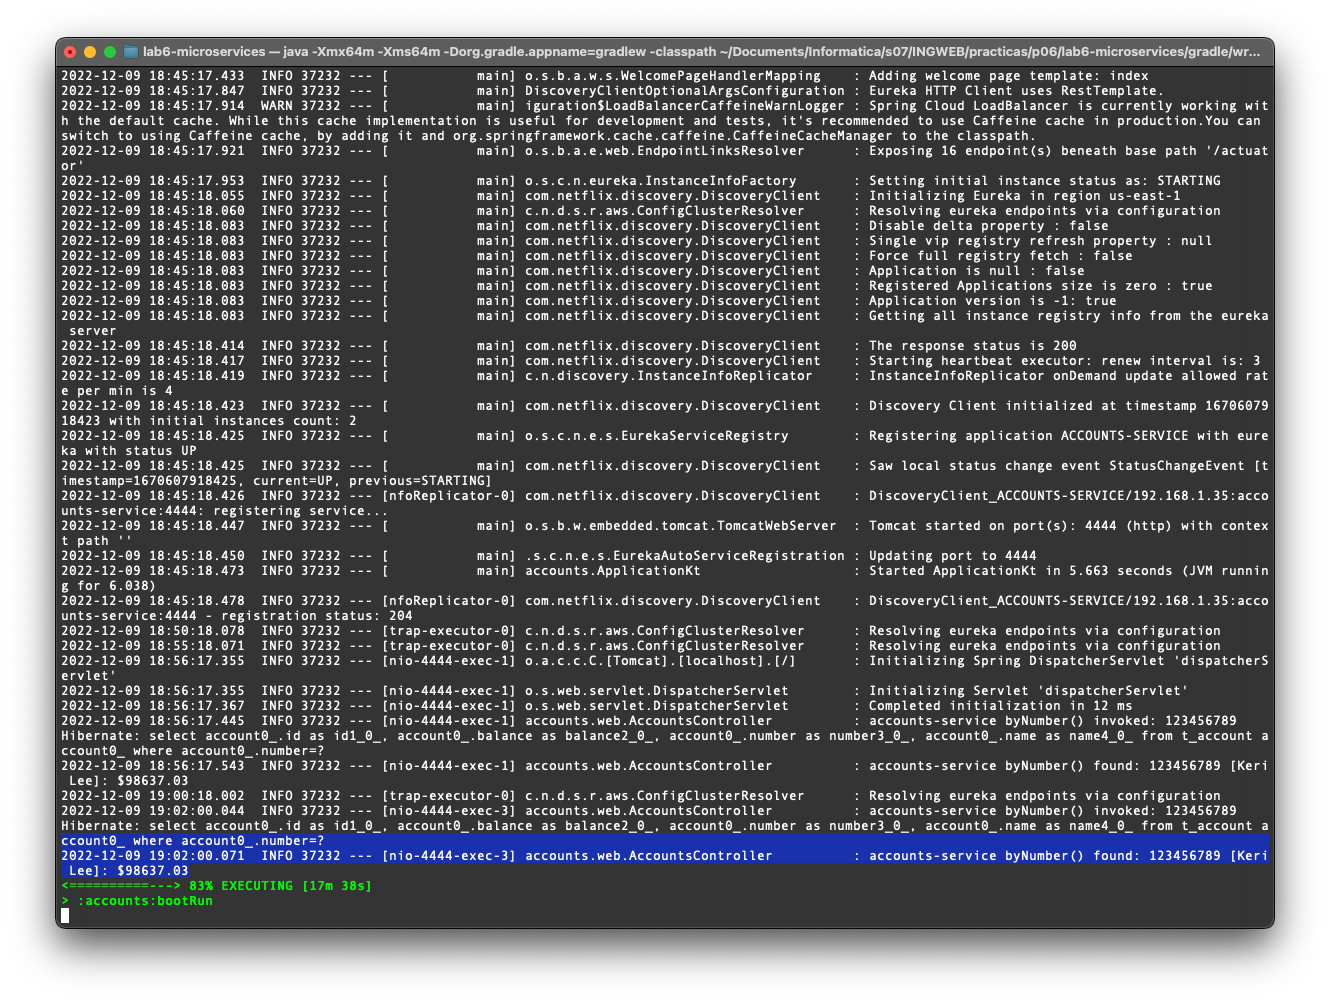 lab6-microservices — java -Xmx64m -Xms64m -Dorg.gradle.appname=gradlew -classpath ~/Documents/Informatica/s07/INGWEB/practicas/p06/lab6-microservices/gradle/wr...
2022-12-09 18:45:17.433  INFO 37232 --- [           main] o.s.b.a.w.s.WelcomePageHandlerMapping    : Adding welcome page template: index
2022-12-09 18:45:17.847  INFO 37232 --- [           main] DiscoveryClientOptionalArgsConfiguration : Eureka HTTP Client uses RestTemplate.
2022-12-09 18:45:17.914  WARN 37232 --- [           main] iguration$LoadBalancerCaffeineWarnLogger : Spring Cloud LoadBalancer is currently working wit
h the default cache. While this cache implementation is useful for development and tests, it's recommended to use Caffeine cache in production.You can
switch to using Caffeine cache, by adding it and org.springframework.cache.caffeine.CaffeineCacheManager to the classpath.
2022-12-09 18:45:17.921  INFO 37232 --- [           main] o.s.b.a.e.web.EndpointLinksResolver      : Exposing 16 endpoint(s) beneath base path '/actuat
or'
2022-12-09 18:45:17.953  INFO 37232 --- [           main] o.s.c.n.eureka.InstanceInfoFactory       : Setting initial instance status as: STARTING
2022-12-09 18:45:18.055  INFO 37232 --- [           main] com.netflix.discovery.DiscoveryClient    : Initializing Eureka in region us-east-1
2022-12-09 18:45:18.060  INFO 37232 --- [           main] c.n.d.s.r.aws.ConfigClusterResolver      : Resolving eureka endpoints via configuration
2022-12-09 18:45:18.083  INFO 37232 --- [           main] com.netflix.discovery.DiscoveryClient    : Disable delta property : false
2022-12-09 18:45:18.083  INFO 37232 --- [           main] com.netflix.discovery.DiscoveryClient    : Single vip registry refresh property : null
2022-12-09 18:45:18.083  INFO 37232 --- [           main] com.netflix.discovery.DiscoveryClient    : Force full registry fetch : false
2022-12-09 18:45:18.083  INFO 37232 --- [           main] com.netflix.discovery.DiscoveryClient    : Application is null : false
2022-12-09 18:45:18.083  INFO 37232 --- [           main] com.netflix.discovery.DiscoveryClient    : Registered Applications size is zero : true
2022-12-09 18:45:18.083  INFO 37232 --- [           main] com.netflix.discovery.DiscoveryClient    : Application version is -1: true
2022-12-09 18:45:18.083  INFO 37232 --- [           main] com.netflix.discovery.DiscoveryClient    : Getting all instance registry info from the eureka
 server
2022-12-09 18:45:18.414  INFO 37232 --- [           main] com.netflix.discovery.DiscoveryClient    : The response status is 200
2022-12-09 18:45:18.417  INFO 37232 --- [           main] com.netflix.discovery.DiscoveryClient    : Starting heartbeat executor: renew interval is: 3
2022-12-09 18:45:18.419  INFO 37232 --- [           main] c.n.discovery.InstanceInfoReplicator     : InstanceInfoReplicator onDemand update allowed rat
e per min is 4
2022-12-09 18:45:18.423  INFO 37232 --- [           main] com.netflix.discovery.DiscoveryClient    : Discovery Client initialized at timestamp 16706079
18423 with initial instances count: 2
2022-12-09 18:45:18.425  INFO 37232 --- [           main] o.s.c.n.e.s.EurekaServiceRegistry        : Registering application ACCOUNTS-SERVICE with eure
ka with status UP
2022-12-09 18:45:18.425  INFO 37232 --- [           main] com.netflix.discovery.DiscoveryClient    : Saw local status change event StatusChangeEvent [t
imestamp=1670607918425, current=UP, previous=STARTING]
2022-12-09 18:45:18.426  INFO 37232 --- [nfoReplicator-0] com.netflix.discovery.DiscoveryClient    : DiscoveryClient_ACCOUNTS-SERVICE/192.168.1.35:acco
unts-service:4444: registering service...
2022-12-09 18:45:18.447  INFO 37232 --- [           main] o.s.b.w.embedded.tomcat.TomcatWebServer  : Tomcat started on port(s): 4444 (http) with contex
t path ''
2022-12-09 18:45:18.450  INFO 37232 --- [           main] .s.c.n.e.s.EurekaAutoServiceRegistration : Updating port to 4444
2022-12-09 18:45:18.473  INFO 37232 --- [           main] accounts.ApplicationKt                   : Started ApplicationKt in 5.663 seconds (JVM runnin
g for 6.038)
2022-12-09 18:45:18.478  INFO 37232 --- [nfoReplicator-0] com.netflix.discovery.DiscoveryClient    : DiscoveryClient_ACCOUNTS-SERVICE/192.168.1.35:acco
unts-service:4444 - registration status: 204
2022-12-09 18:50:18.078  INFO 37232 --- [trap-executor-0] c.n.d.s.r.aws.ConfigClusterResolver      : Resolving eureka endpoints via configuration
2022-12-09 18:55:18.071  INFO 37232 --- [trap-executor-0] c.n.d.s.r.aws.ConfigClusterResolver      : Resolving eureka endpoints via configuration
2022-12-09 18:56:17.355  INFO 37232 --- [nio-4444-exec-1] o.a.c.c.C.[Tomcat].[localhost].[/]       : Initializing Spring DispatcherServlet 'dispatcherS
ervlet'
2022-12-09 18:56:17.355  INFO 37232 --- [nio-4444-exec-1] o.s.web.servlet.DispatcherServlet        : Initializing Servlet 'dispatcherServlet'
2022-12-09 18:56:17.367  INFO 37232 --- [nio-4444-exec-1] o.s.web.servlet.DispatcherServlet        : Completed initialization in 12 ms
2022-12-09 18:56:17.445  INFO 37232 --- [nio-4444-exec-1] accounts.web.AccountsController          : accounts-service byNumber() invoked: 123456789
Hibernate: select account0_.id as id1_0_, account0_.balance as balance2_0_, account0_.number as number3_0_, account0_.name as name4_0_ from t_account a
ccount0_ where account0_.number=?
2022-12-09 18:56:17.543  INFO 37232 --- [nio-4444-exec-1] accounts.web.AccountsController          : accounts-service byNumber() found: 123456789 [Keri
 Lee]: $98637.03
2022-12-09 19:00:18.002  INFO 37232 --- [trap-executor-0] c.n.d.s.r.aws.ConfigClusterResolver      : Resolving eureka endpoints via configuration
2022-12-09 19:02:00.044  INFO 37232 --- [nio-4444-exec-3] accounts.web.AccountsController          : accounts-service byNumber() invoked: 123456789
Hibernate: select account0_.id as id1_0_, account0_.balance as balance2_0_, account0_.number as number3_0_, account0_.name as name4_0_ from t_account a
ccount0_ where account0_.number=?
2022-12-09 19:02:00.071  INFO 37232 --- [nio-4444-exec-3] accounts.web.AccountsController          : accounts-service byNumber() found: 123456789 [Keri
 Lee]: $98637.03
<==========---> 83% EXECUTING [17m 38s]
> :accounts:bootRun